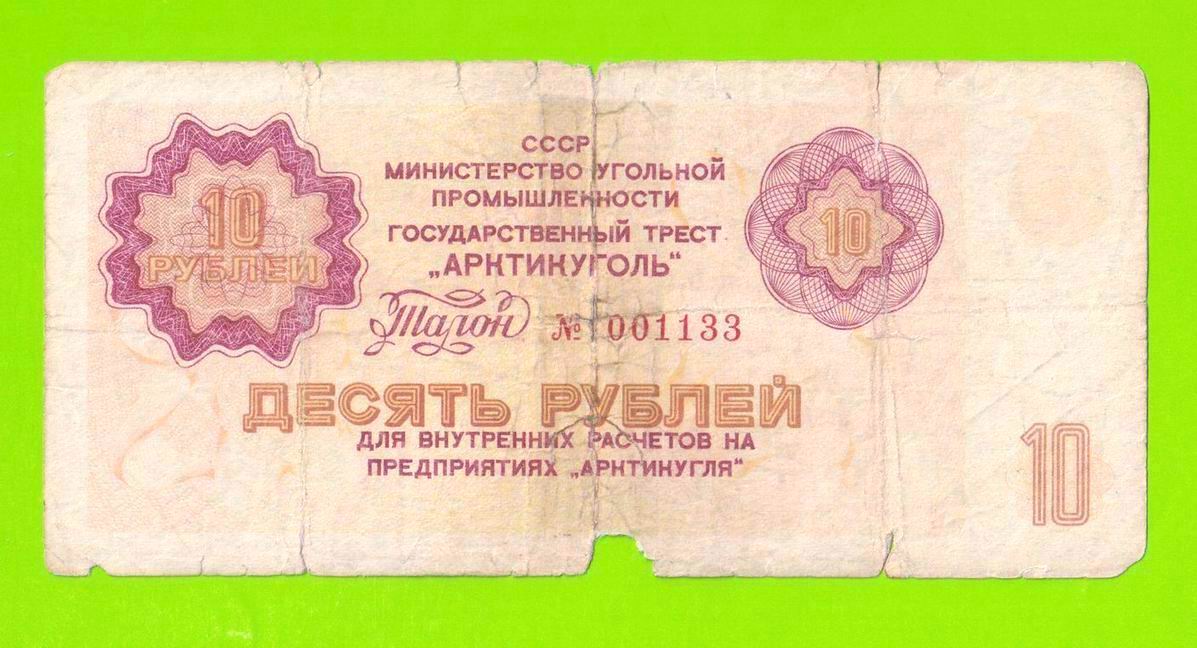 СССР
МИНИСТЕРСТВО УГОЛЬНОЙ
ПРОМЫШЛЕННОСТИ
ГОСУДАРСТВЕННЫЙ ТРЕСТ
„АРКТИКУГОЛЬ“
10
РУБЛЕЙ
10
Талон № 001133
ДЕСЯТЬ РУБЛЕЙ
ДЛЯ ВНУТРЕННИХ РАСЧЕТОВ НА
ПРЕДПРИЯТИЯХ „АРКТИКУГЛЯ“
10